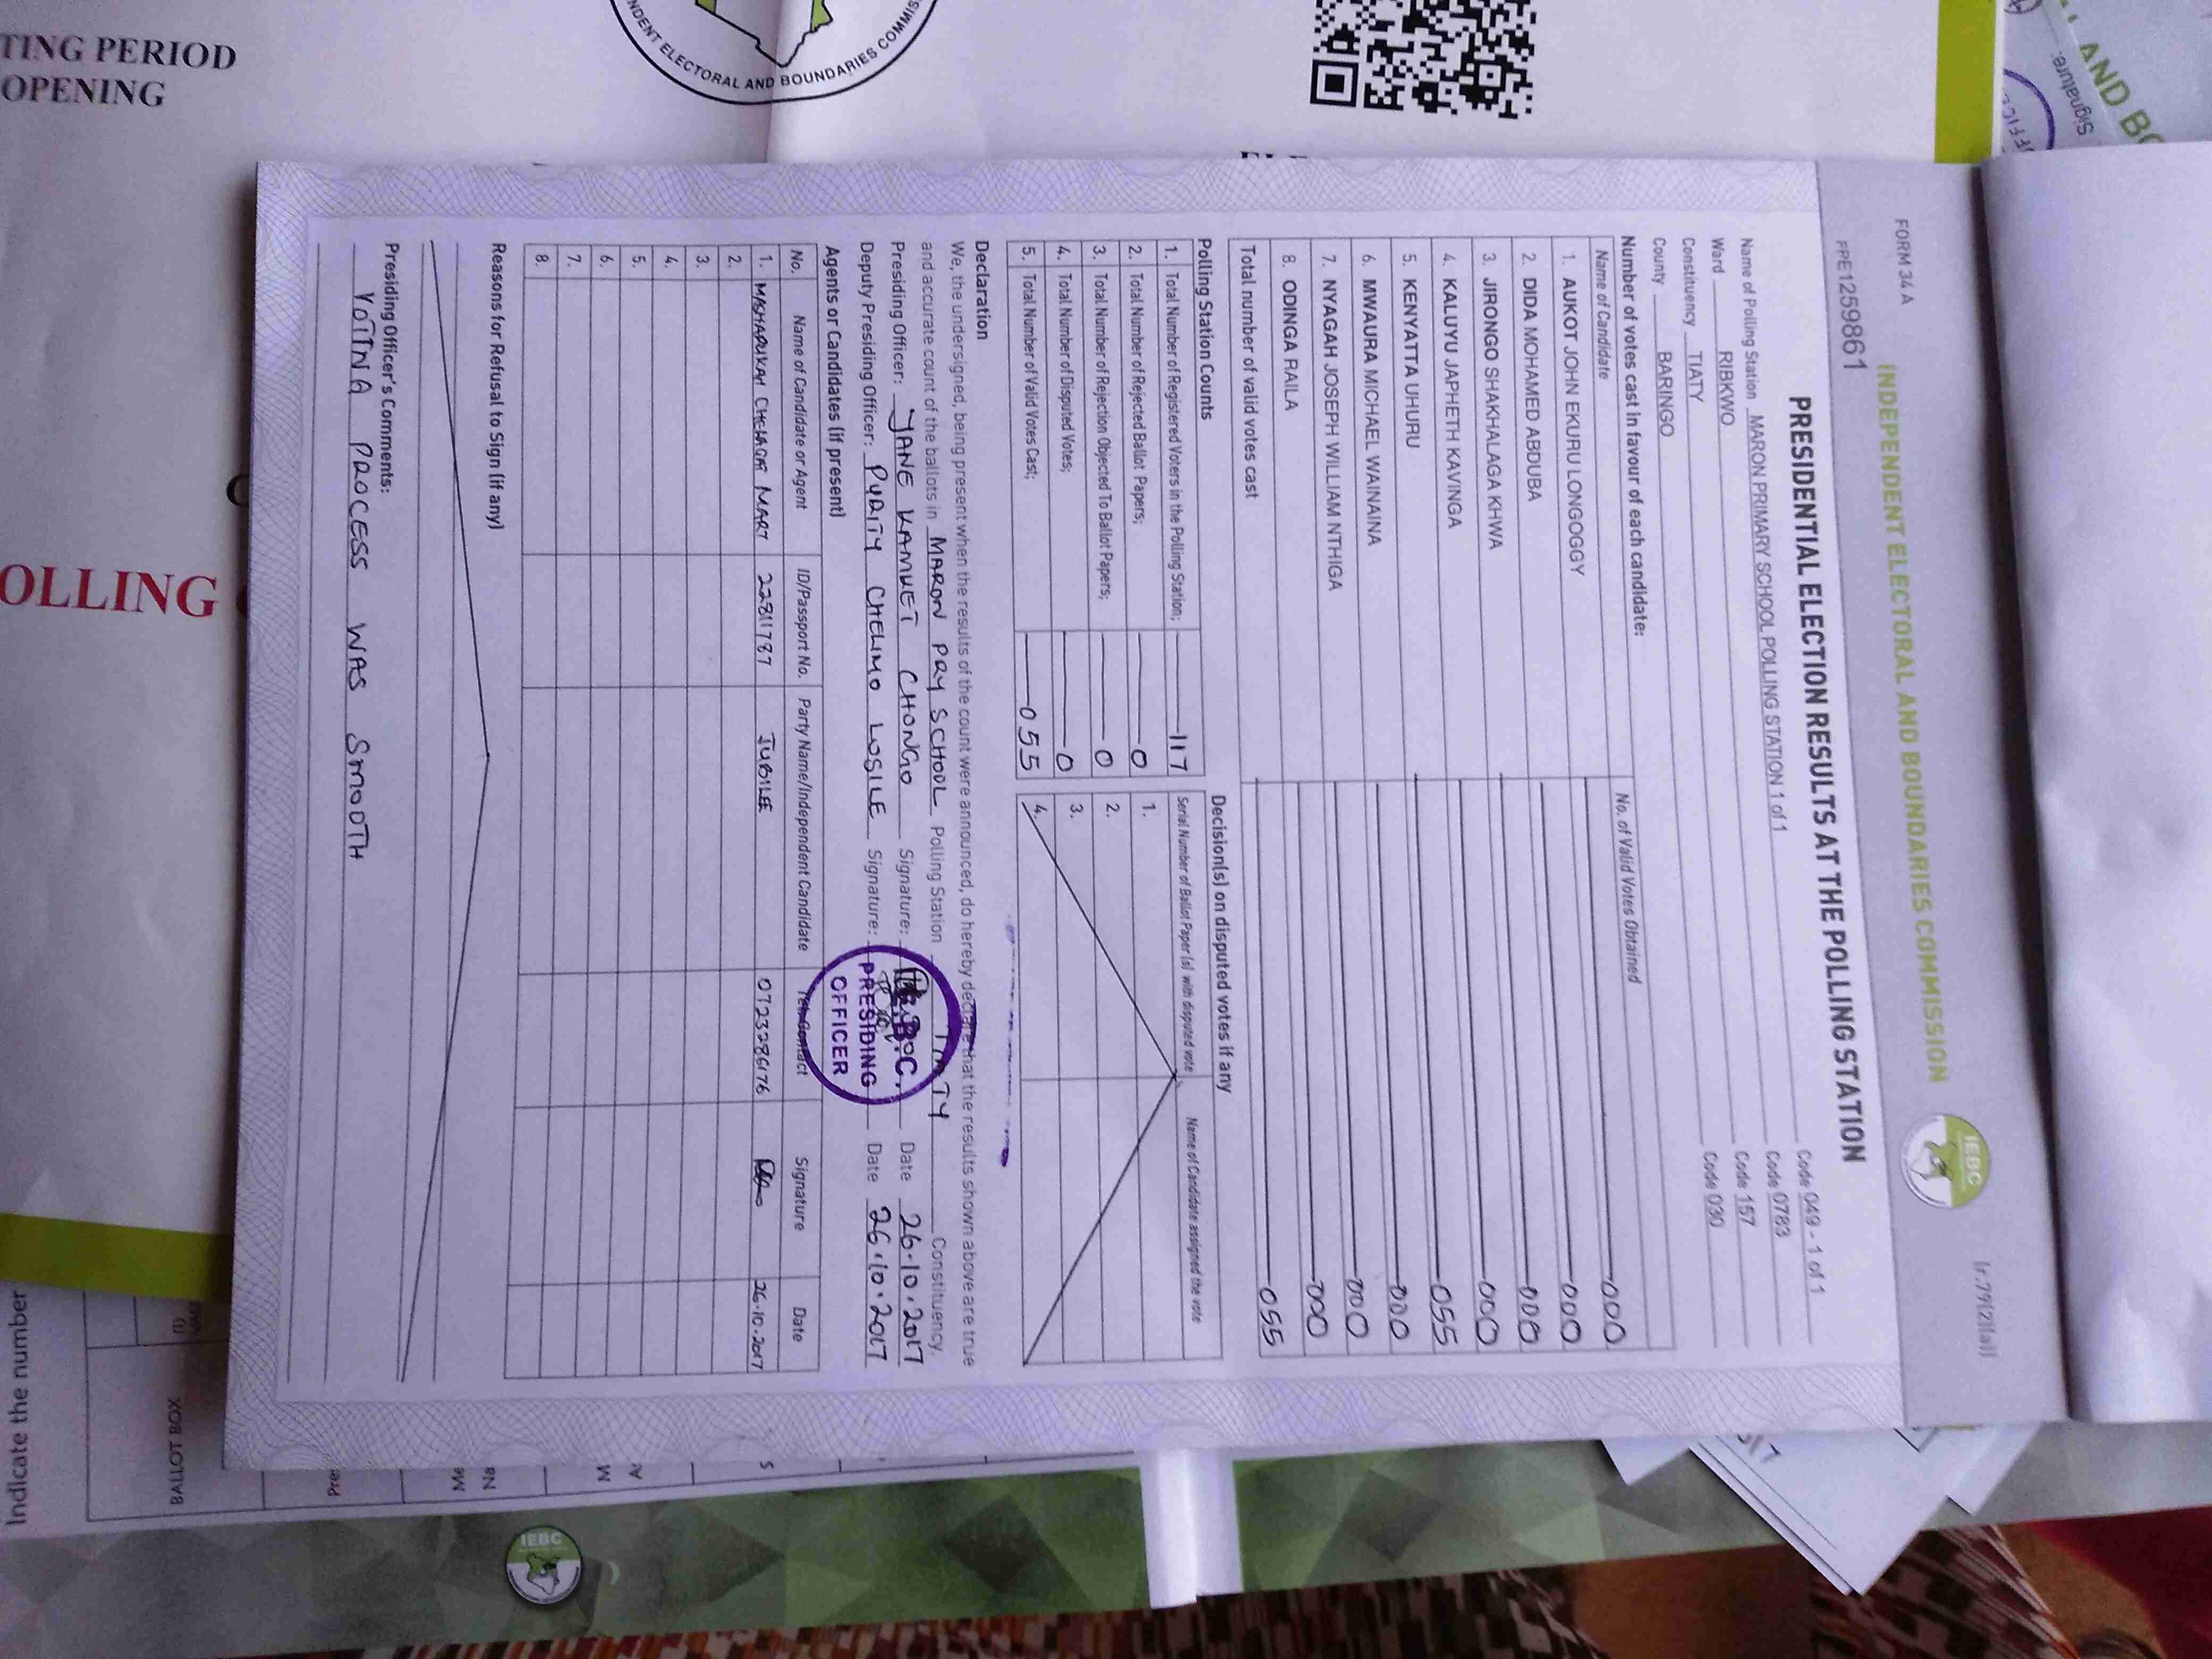 FORM 34A
Ir.79(2)(a))
INDEPENDENT ELECTORAL AND BOUNDARIES COMMISSION
IEBC
PPE1259861
PRESIDENTIAL ELECTION RESULTS AT THE POLLING STATION
Name of Polling Station MARON PRIMARY SCHOOL POLLING STATION 1 of 1 Code 049 - 1 of 1
Ward RIBKWO Code 0783
Constituency TIATY Code 157
County BARINGO Code 030
Number of votes cast in favour of each candidate:
Name of Candidate No. of Valid Votes Obtained
1. AUKOT JOHN EKURU LONGOGGY 000
2. DIDA MOHAMED ABDUBA 000
3. JIRONGO SHAKHALAGA KHWA 000
4. KALUYU JAPHETH KAVINGA 000
5. KENYATTA UHURU 055
6. MWAURA MICHAEL WAINAINA 000
7. NYAGAH JOSEPH WILLIAM NTHIGA 000
8. ODINGA RAILA 000
Total number of valid votes cast 055
Polling Station Counts
1. Total Number of Registered Voters in the Polling Station; 117
2. Total Number of Rejected Ballot Papers; 0
3. Total Number of Rejection Objected To Ballot Papers; 0
4. Total Number of Disputed Votes; 0
5. Total Number of Valid Votes Cast; 055
Decision(s) on disputed votes if any
Serial Number of Ballot Paper (s) with disputed vote Name of Candidate assigned the vote
1.
2.
3.
4.
Declaration
We, the undersigned, being present when the results of the count were announced, do hereby declare that the results shown above are true
and accurate count of the ballots in MARON PRY SCHOOL Polling Station TIATY Constituency.
Presiding Officer: JANE KAMKET CHONGO Signature: Date 26.10.2017
Deputy Presiding Officer: PURITY CHELIMO LOSILE Signature: Date 26.10.2017
PRESIDING
OFFICER
Agents or Candidates (if present)
No. Name of Candidate or Agent ID/Passport No. Party Name/Independent Candidate Tel. Contact Signature Date
1. MART 22811787 JUBILEE 0723286176 26.10.2017
2.
3.
4.
5.
6.
7.
8.
Reasons for Refusal to Sign (if any)
Presiding Officer's Comments:
VOTING PROCESS WAS SMOOTH
TING PERIOD
OPENING
NDENT ELECTORAL AND BOUNDARIES COMMIS
OLLING
Indicate the number
BALLOT BOX
IEBC
AND BO
Signature: